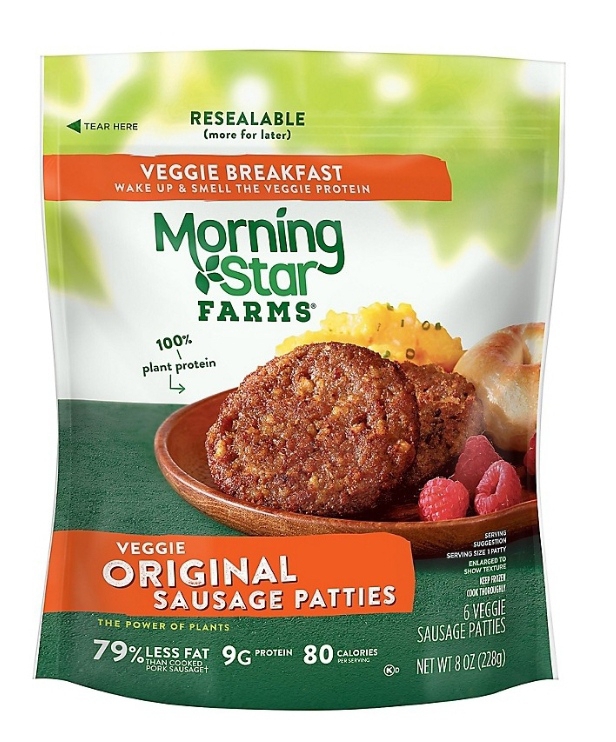 TEAR HERE
RESEALABLE
(more for later)
VEGGIE BREAKFAST
WAKE UP & SMELL THE VEGGIE PROTEIN
Morning
Star
FARMS®
100%
plant protein
SERVING
SUGGESTION
SERVING SIZE 1 PATTY
ENLARGED TO
SHOW TEXTURE
KEEP FROZEN
COOK THOROUGHLY
VEGGIE
ORIGINAL
SAUSAGE PATTIES
6 VEGGIE
SAUSAGE PATTIES
THE POWER OF PLANTS
79% LESS FAT
THAN COOKED
PORK SAUSAGE†
9G PROTEIN
80 CALORIES
PER SERVING
K D
NET WT 8 OZ (228g)